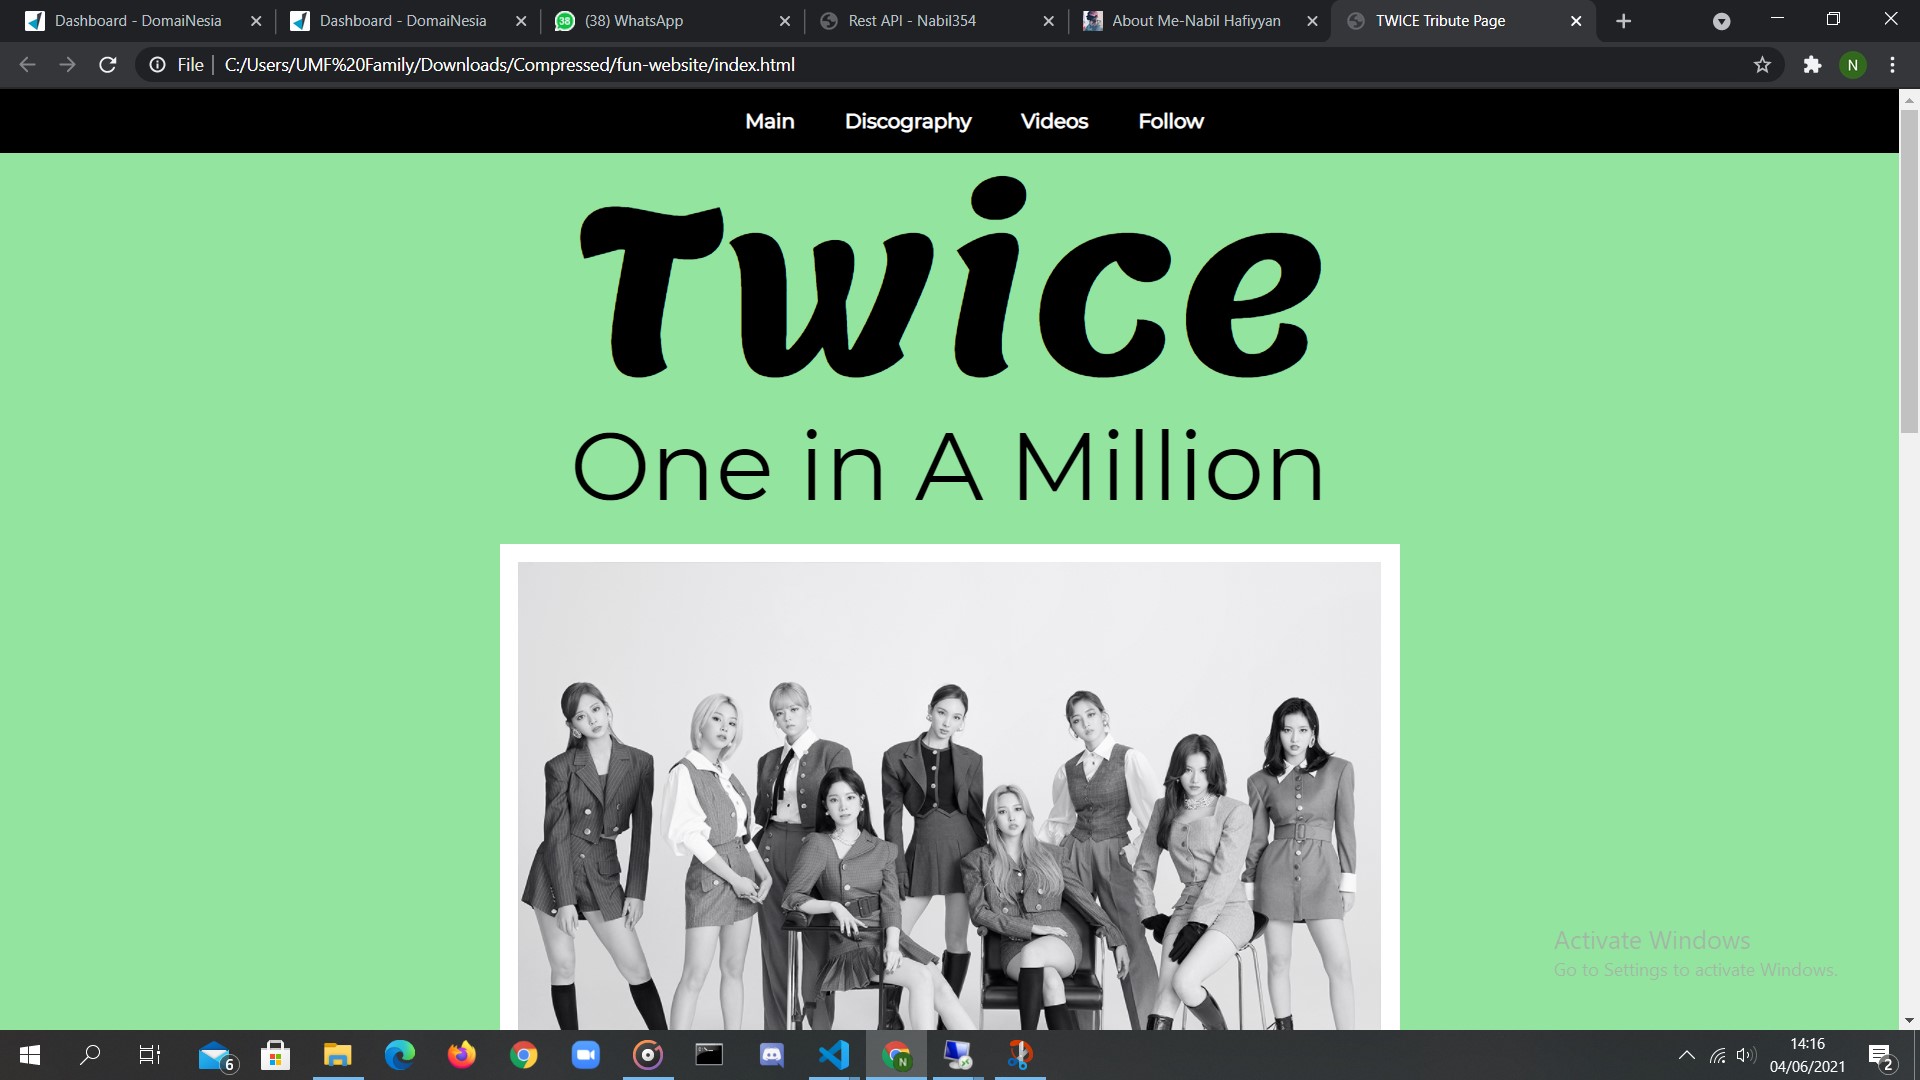 Dashboard - DomaiNesia
Dashboard - DomaiNesia
38
(38) WhatsApp
Rest API - Nabil354
About Me-Nabil Hafiyyan
TWICE Tribute Page
File
C:/Users/UMF%20Family/Downloads/Compressed/fun-website/index.html
N
Main Discography Videos Follow
Twice
One in A Million
Activate Windows
Go to Settings to activate Windows.
6
N
14:16
04/06/2021
2